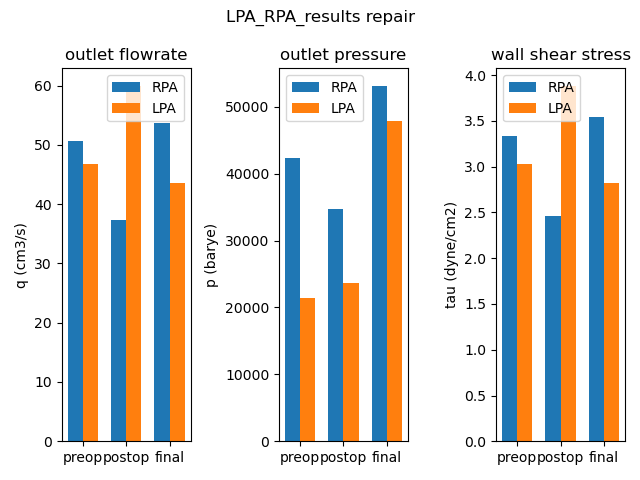 LPA_RPA_results repair
outlet flowrate
q (cm3/s)
60
50
40
30
20
10
0
RPA
LPA
preop
postop
final
outlet pressure
p (barye)
50000
40000
30000
20000
10000
0
RPA
LPA
preop
postop
final
wall shear stress
tau (dyne/cm2)
4.0
3.5
3.0
2.5
2.0
1.5
1.0
0.5
0.0
RPA
LPA
preop
postop
final